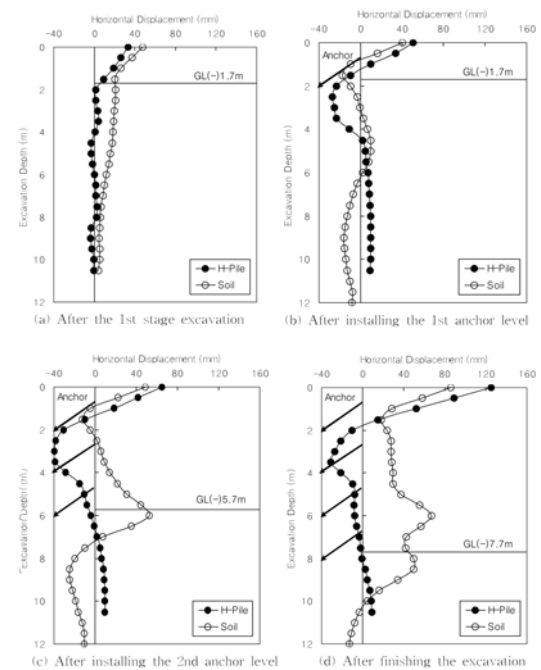 Horizontal Displacement (mm)
-40 0 40 80 120 160
0
2
4
6
8
10
12
Excavation Depth (m)
GL(-)1.7m
H-Pile
Soil
(a) After the 1st stage excavation
Horizontal Displacement (mm)
-40 0 40 80 120 160
0
2
4
6
8
10
12
Excavation Depth (m)
Anchor
GL(-)1.7m
H-Pile
Soil
(b) After installing the 1st anchor level
Horizontal Displacement (mm)
-40 0 40 80 120 160
0
2
4
6
8
10
12
Excavation Depth (m)
Anchor
GL(-)5.7m
H-Pile
Soil
(c) After installing the 2nd anchor level
Horizontal Displacement (mm)
-40 0 40 80 120 160
0
2
4
6
8
10
12
Excavation Depth (m)
Anchor
GL(-)7.7m
H-Pile
Soil
(d) After finishing the excavation